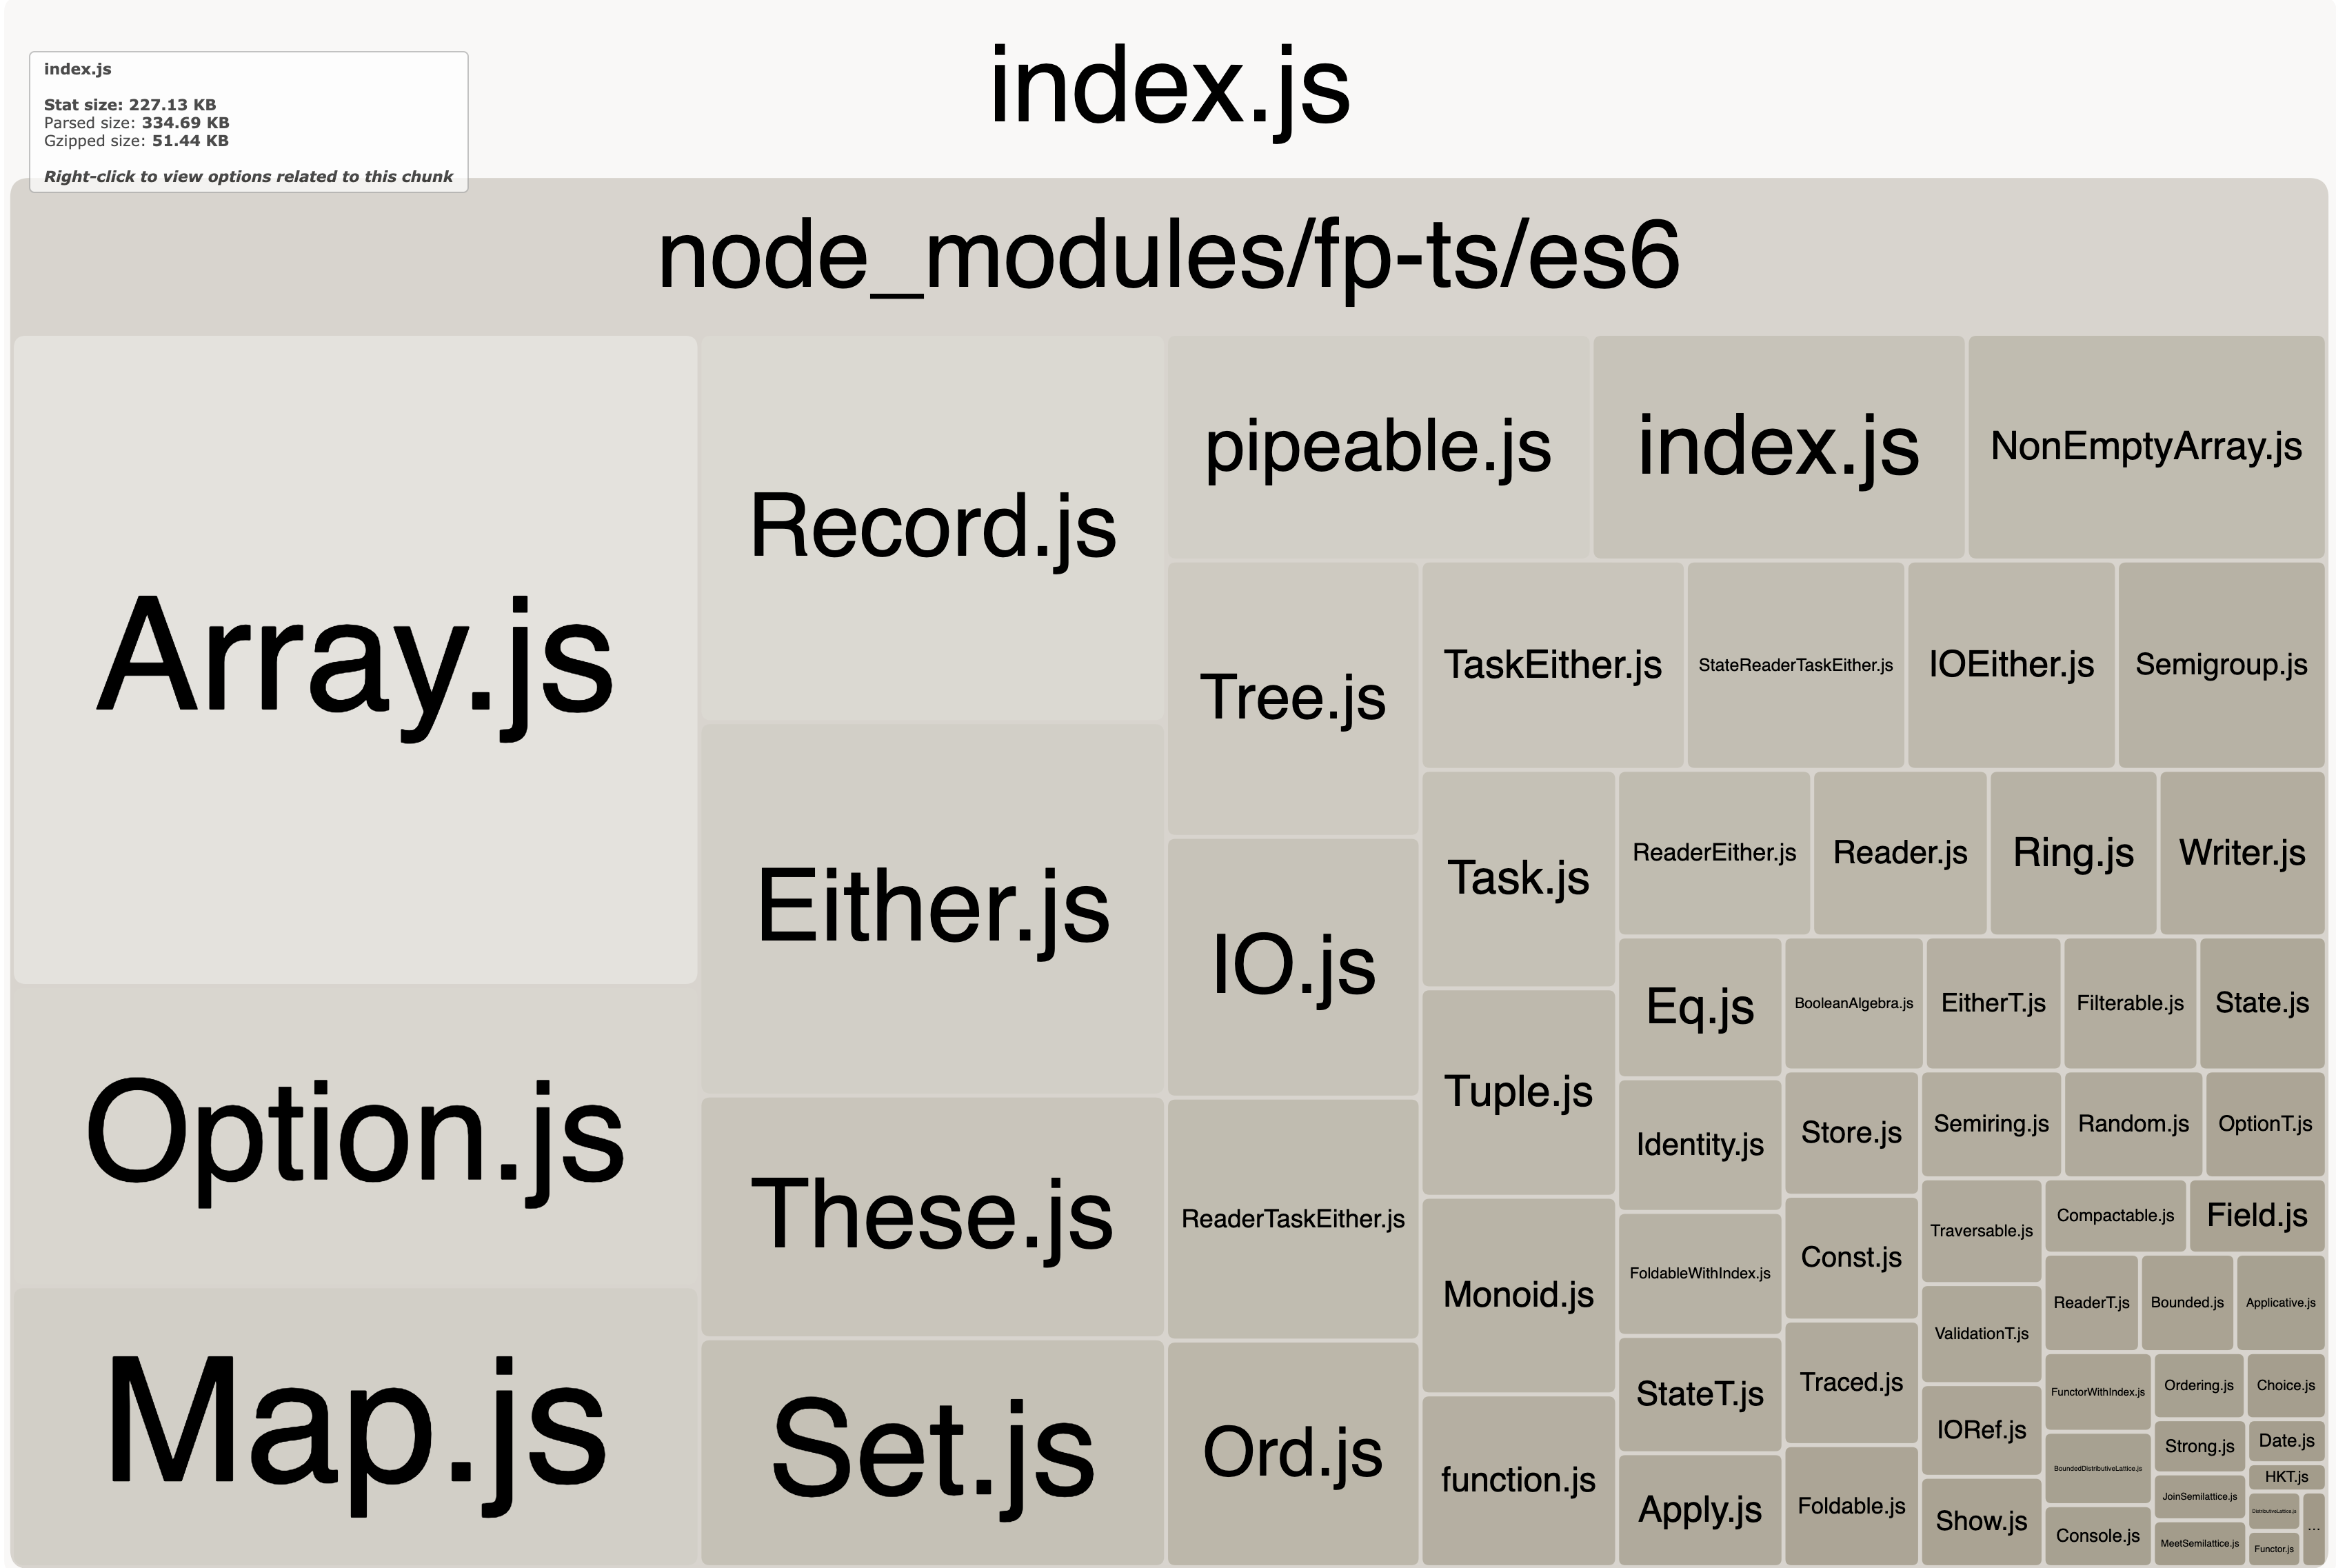 index.js
index.js
Stat size: 227.13 KB
Parsed size: 334.69 KB
Gzipped size: 51.44 KB
Right-click to view options related to this chunk
node_modules/fp-ts/es6
Array.js
Option.js
Map.js
Record.js
Either.js
These.js
Set.js
pipeable.js
index.js
NonEmptyArray.js
Tree.js
IO.js
ReaderTaskEither.js
Ord.js
TaskEither.js
StateReaderTaskEither.js
IOEither.js
Semigroup.js
Task.js
Tuple.js
Monoid.js
function.js
ReaderEither.js
Reader.js
Ring.js
Writer.js
Eq.js
Identity.js
FoldableWithIndex.js
StateT.js
Apply.js
BooleanAlgebra.js
EitherT.js
Filterable.js
State.js
Store.js
Const.js
Traced.js
Foldable.js
Semiring.js
Random.js
OptionT.js
Traversable.js
ValidationT.js
IORef.js
Show.js
Compactable.js
Field.js
ReaderT.js
Bounded.js
Applicative.js
FunctorWithIndex.js
BoundedDistributiveLattice.js
Console.js
Ordering.js
Choice.js
Strong.js
JoinSemilattice.js
MeetSemilattice.js
Date.js
HKT.js
DistributiveLattice.js
Functor.js
...